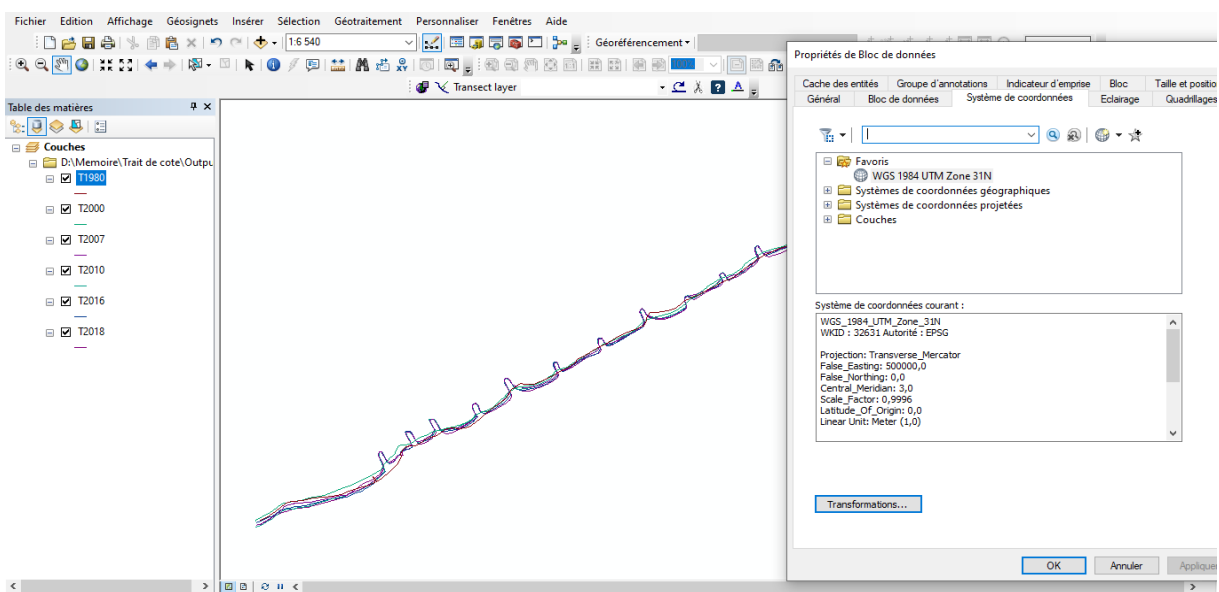 Fichier Edition Affichage Géosignets Insérer Sélection Géotraitement Personnaliser Fenêtres Aide
1:6 540
Géoréférencement
Transect layer
Table des matières
Couches
D:\Memoire\Trait de cote\Outpu
T1980
T2000
T2007
T2010
T2016
T2018
Propriétés de Bloc de données
Cache des entités Groupe d'annotations Indicateur d'emprise Bloc Taille et position
Général Bloc de données Système de coordonnées Eclairage Quadrillages
Favoris
WGS 1984 UTM Zone 31N
Systèmes de coordonnées géographiques
Systèmes de coordonnées projetées
Couches
Système de coordonnées courant :
WGS_1984_UTM_Zone_31N
WKID : 32631 Autorité : EPSG
Projection: Transverse_Mercator
False_Easting: 500000,0
False_Northing: 0,0
Central_Meridian: 3,0
Scale_Factor: 0,9996
Latitude_Of_Origin: 0,0
Linear Unit: Meter (1,0)
Transformations...
OK Annuler Appliquer